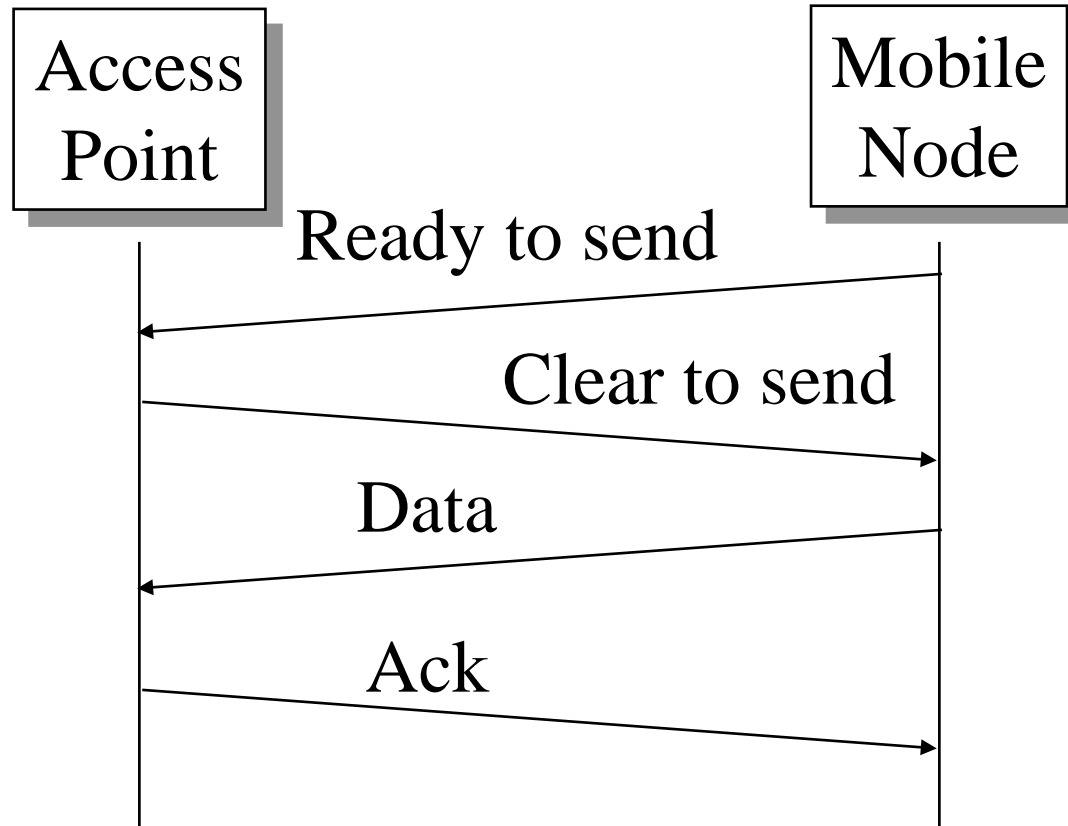 Access
Point
Mobile
Node
Ready to send
Clear to send
Data
Ack